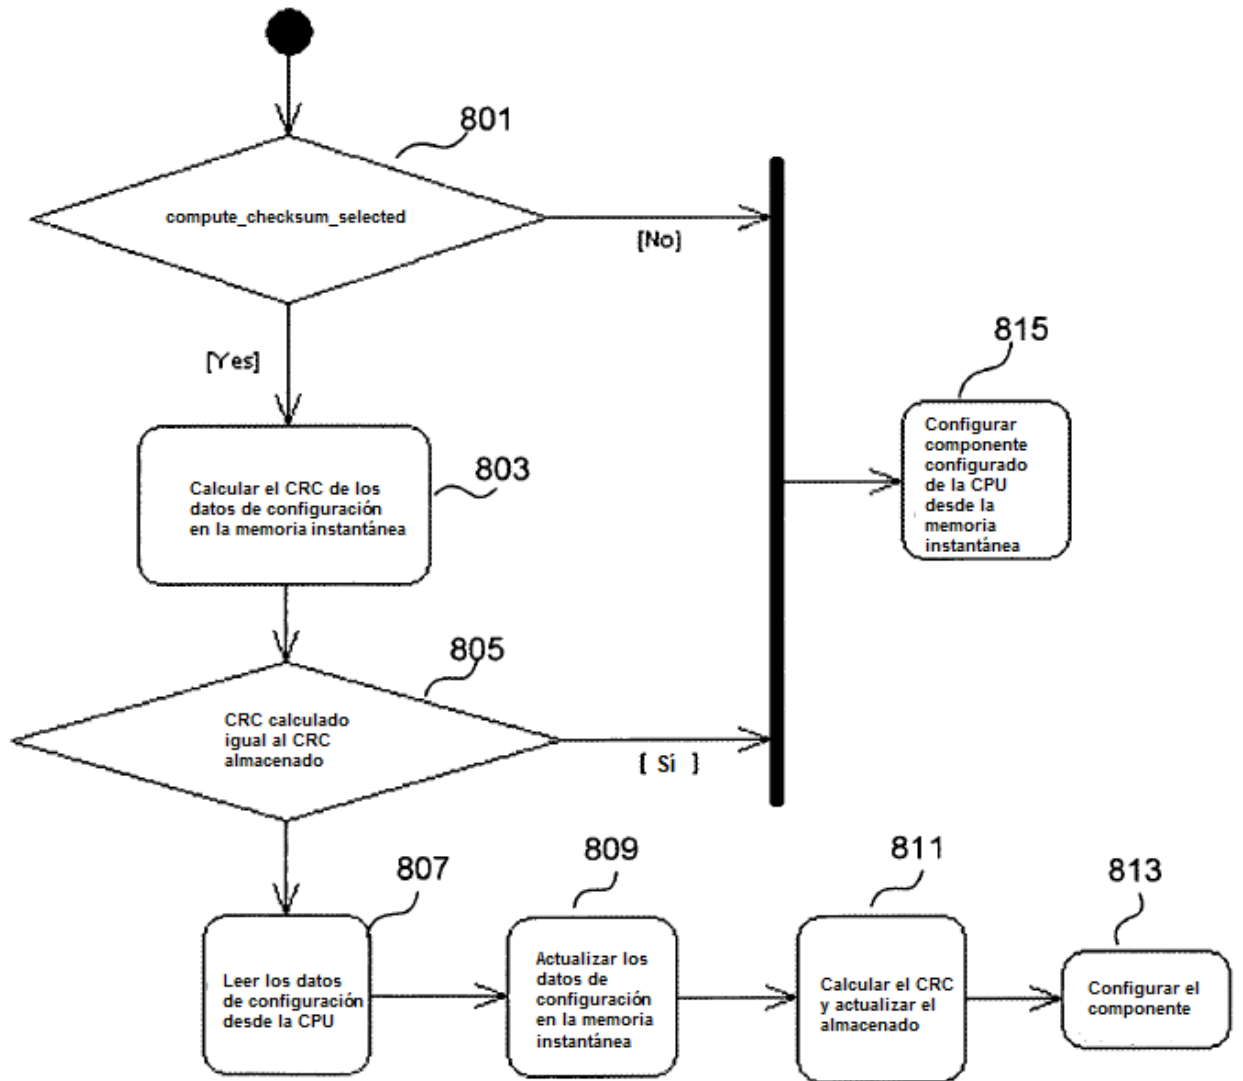 801
compute_checksum_selected
[No]
[Yes]
815
Configurar
componente
configurado
de la CPU
desde la
memoria
instantánea
803
Calcular el CRC de los
datos de configuración
en la memoria instantánea
805
CRC calculado
igual al CRC
almacenado
[ Sí ]
807
Leer los datos
de configuración
desde la CPU
809
Actualizar los
datos de
configuración
en la memoria
instantánea
811
Calcular el CRC
y actualizar el
almacenado
813
Configurar el
componente